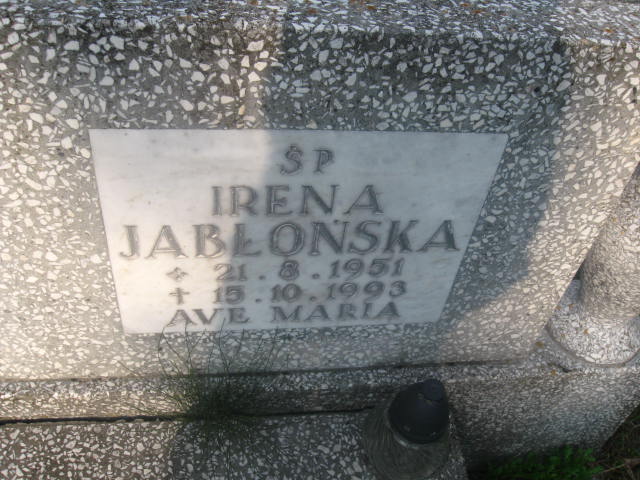 ŚP
IRENA
JABŁOŃSKA
* 21.8.1951
† 15.10.1993
AVE MARIA